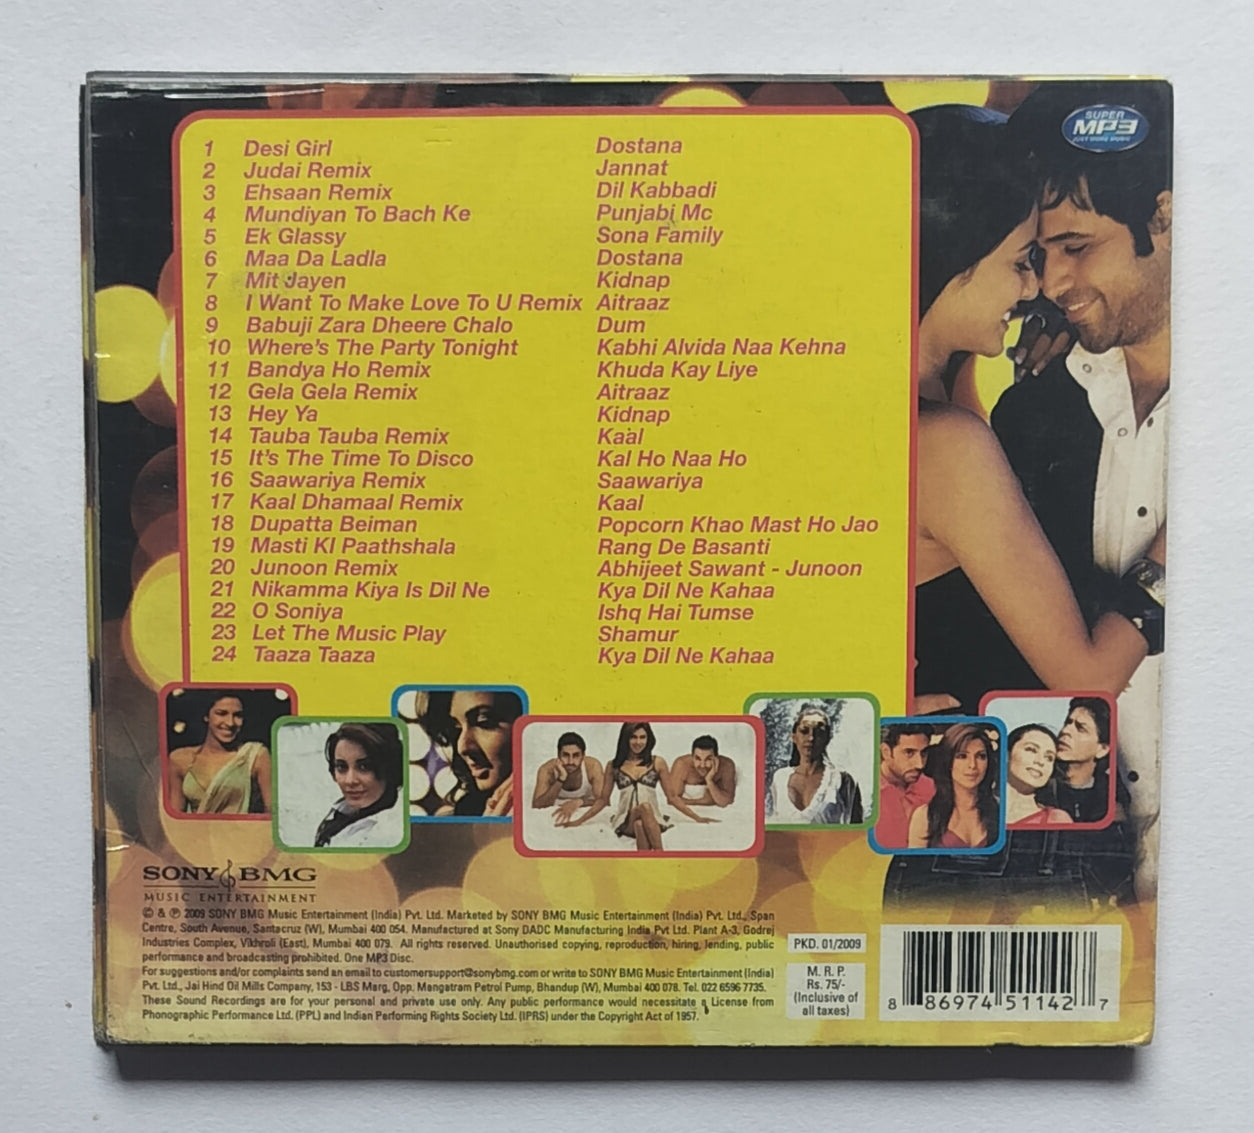 SUPER
MP3
1 Desi Girl Dostana
2 Judai Remix Jannat
3 Ehsaan Remix Dil Kabbadi
4 Mundiyan To Bach Ke Punjabi Mc
5 Ek Glassy Sona Family
6 Maa Da Ladla Dostana
7 Mit Jayen Kidnap
8 I Want To Make Love To U Remix Aitraaz
9 Babuji Zara Dheere Chalo Dum
10 Where's The Party Tonight Kabhi Alvida Naa Kehna
11 Bandya Ho Remix Khuda Kay Liye
12 Gela Gela Remix Aitraaz
13 Hey Ya Kidnap
14 Tauba Tauba Remix Kaal
15 It's The Time To Disco Kal Ho Naa Ho
16 Saawariya Remix Saawariya
17 Kaal Dhamaal Remix Kaal
18 Dupatta Beiman Popcorn Khao Mast Ho Jao
19 Masti KI Paathshala Rang De Basanti
20 Junoon Remix Abhijeet Sawant - Junoon
21 Nikamma Kiya Is Dil Ne Kya Dil Ne Kahaa
22 O Soniya Ishq Hai Tumse
23 Let The Music Play Shamur
24 Taaza Taaza Kya Dil Ne Kahaa
SONY BMG
MUSIC ENTERTAINMENT
© & ℗ 2009 SONY BMG Music Entertainment (India) Pvt. Ltd. Marketed by SONY BMG Music Entertainment (India) Pvt. Ltd., Span
Centre, South Avenue, Santacruz (W), Mumbai 400 054. Manufactured at Sony DADC Manufacturing India Pvt Ltd. Plant A-3, Godrej
Industries Complex, Vikhroli (East), Mumbai 400 079. All rights reserved. Unauthorised copying, reproduction, hiring, lending, public
performance and broadcasting prohibited. One MP3 Disc.
For suggestions and/or complaints send an email to customersupport@sonybmg.com or write to SONY BMG Music Entertainment (India)
Pvt. Ltd., Jai Hind Oil Mills Company, 153 - LBS Marg, Opp. Mangatram Petrol Pump, Bhandup (W), Mumbai 400 078. Tel. 022 6596 7735.
These Sound Recordings are for your personal and private use only. Any public performance would necessitate a License from
Phonographic Performance Ltd. (PPL) and Indian Performing Rights Society Ltd. (IPRS) under the Copyright Act of 1957.
PKD. 01/2009
M. R. P.
Rs. 75/-
(Inclusive of
all taxes)
8 86974 51142 7